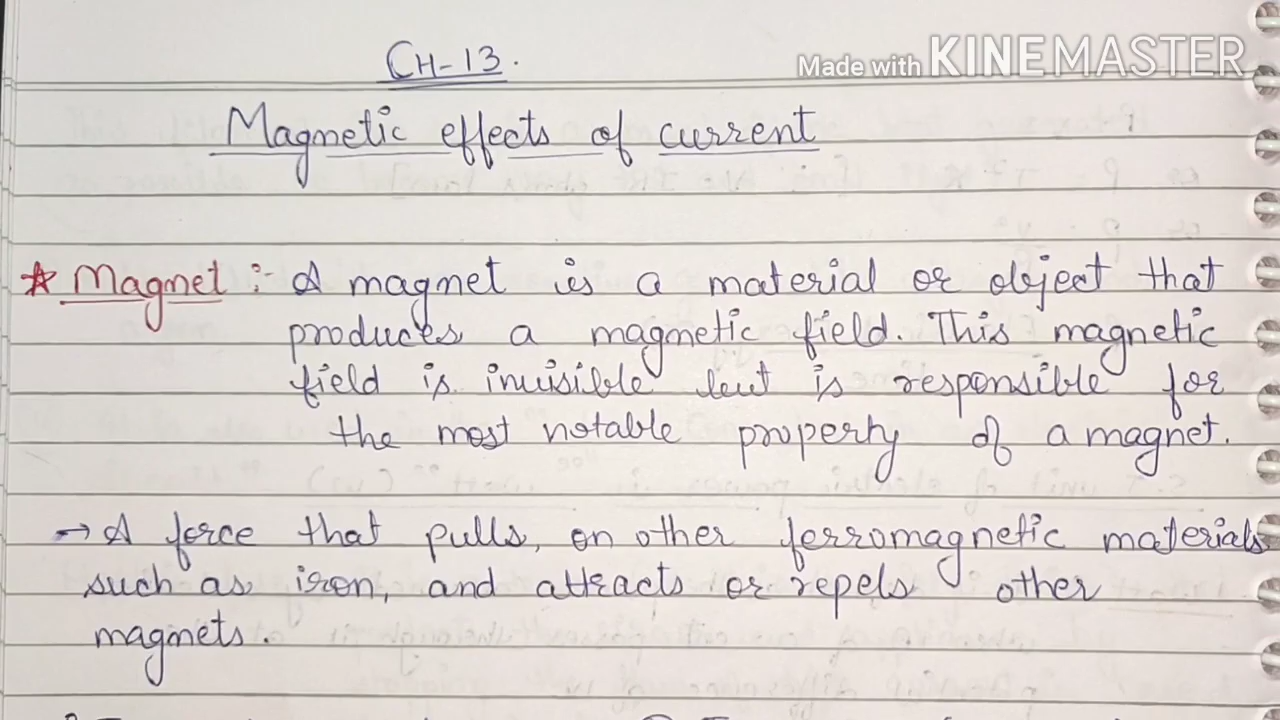 CH-13.
Made with KINEMASTER
Magnetic effects of current
☆ Magnet :- A magnet is a material or object that
produces a magnetic field. This magnetic
field is invisible but is responsible for
the most notable property of a magnet.
→ A force that pulls, on other ferromagnetic materials
such as iron, and attracts or repels other
magnets.